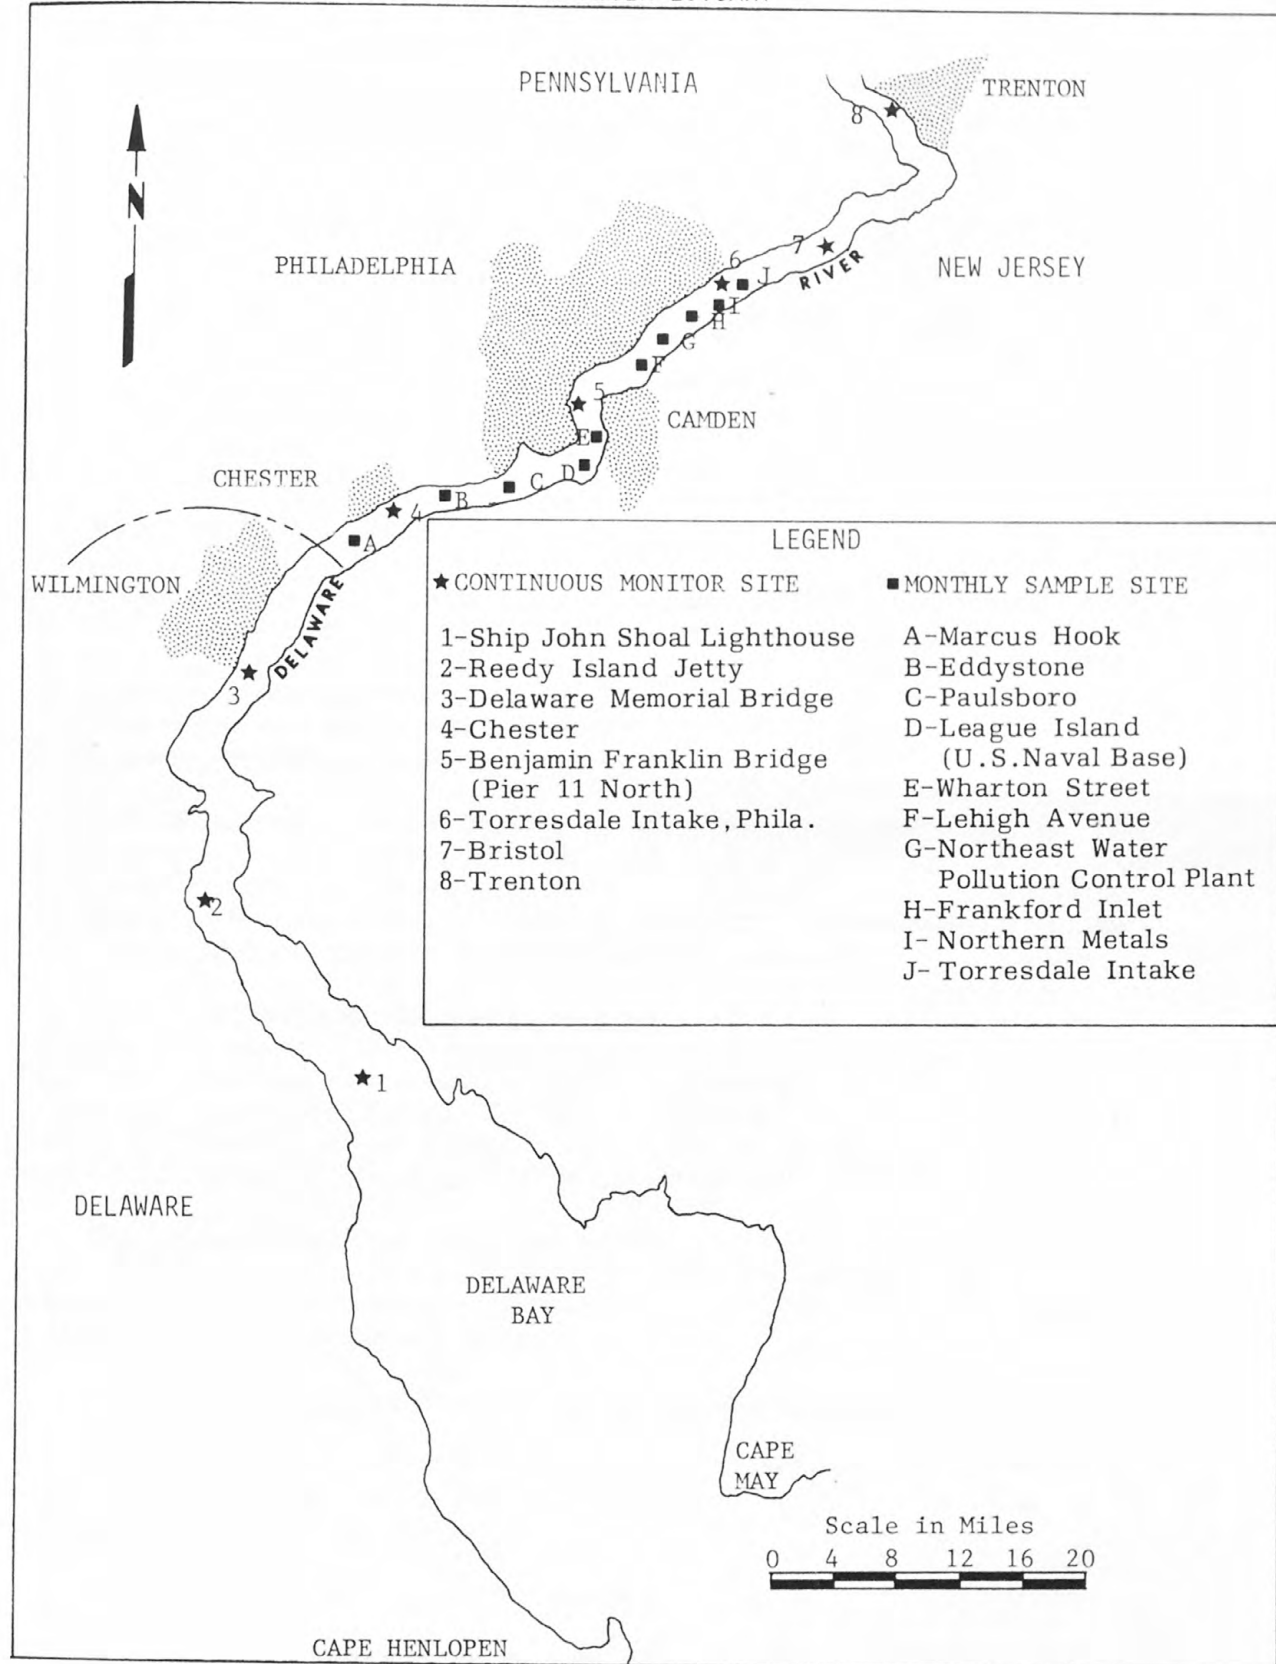 PENNSYLVANIA
TRENTON
8
N
PHILADELPHIA
6
7
J
RIVER
NEW JERSEY
I
H
G
F
5
CAMDEN
E
D
CHESTER
C
B
4
A
WILMINGTON
DELAWARE
3
LEGEND
★ CONTINUOUS MONITOR SITE
1-Ship John Shoal Lighthouse
2-Reedy Island Jetty
3-Delaware Memorial Bridge
4-Chester
5-Benjamin Franklin Bridge
(Pier 11 North)
6-Torresdale Intake, Phila.
7-Bristol
8-Trenton
■ MONTHLY SAMPLE SITE
A-Marcus Hook
B-Eddystone
C-Paulsboro
D-League Island
(U.S.Naval Base)
E-Wharton Street
F-Lehigh Avenue
G-Northeast Water
Pollution Control Plant
H-Frankford Inlet
I- Northern Metals
J- Torresdale Intake
2
1
DELAWARE
DELAWARE
BAY
CAPE
MAY
Scale in Miles
0 4 8 12 16 20
CAPE HENLOPEN